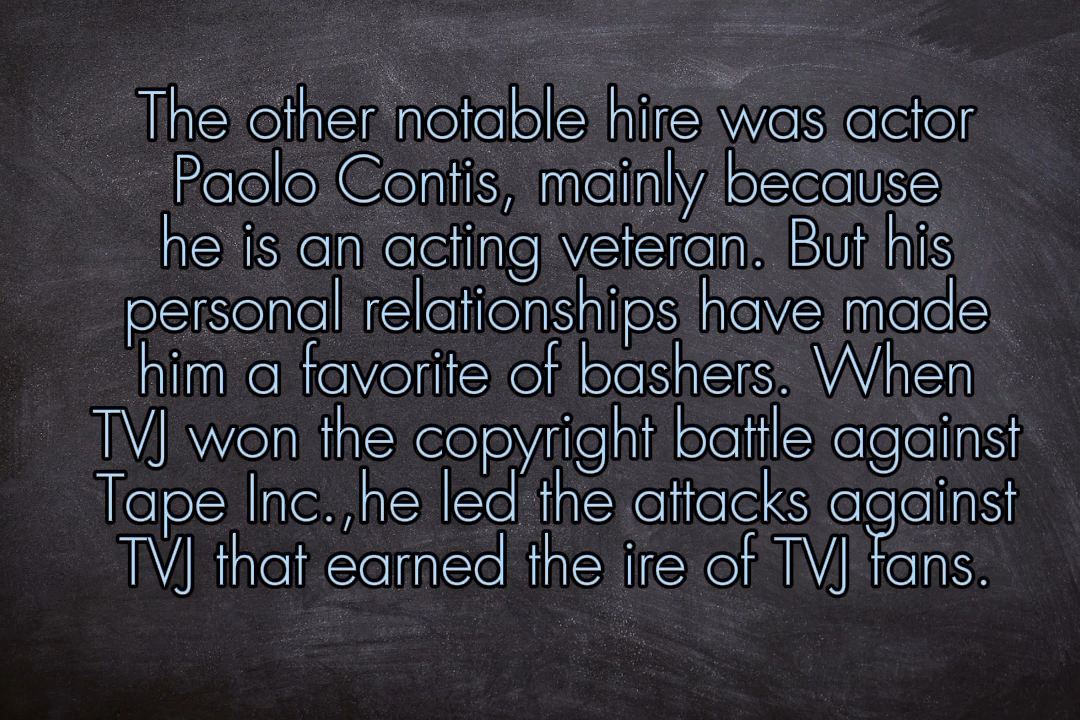 The other notable hire was actor
Paolo Contis, mainly because
he is an acting veteran. But his
personal relationships have made
him a favorite of bashers. When
TVJ won the copyright battle against
Tape Inc.,he led the attacks against
TVJ that earned the ire of TVJ fans.